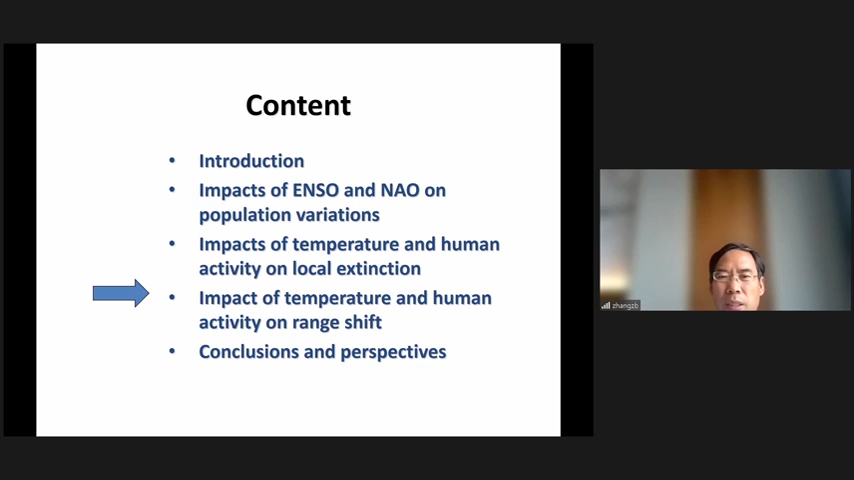 Content
• Introduction
• Impacts of ENSO and NAO on
population variations
• Impacts of temperature and human
activity on local extinction
• Impact of temperature and human
activity on range shift
• Conclusions and perspectives
zhangzb